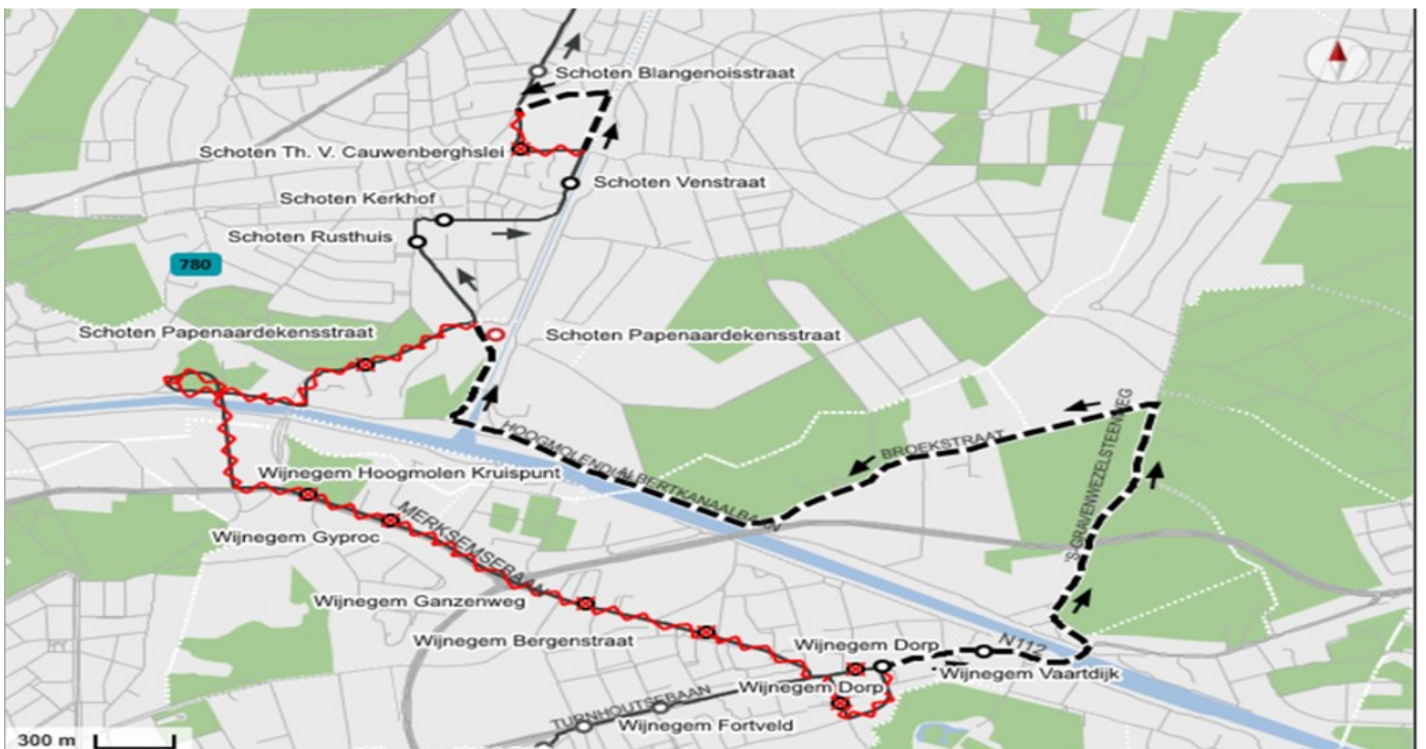 Schoten Blangenoisstraat
Schoten Th. V. Cauwenberghslei
Schoten Venstraat
Schoten Kerkhof
Schoten Rusthuis
780
Schoten Papenaardekensstraat
Schoten Papenaardekensstraat
'S-GRAVENWEZELSTEENWEG
BROEKSTRAAT
HOOGMOLENDIJ
ALBERTKANAALBAAN
Wijnegem Hoogmolen Kruispunt
MERKSEMSEBAAN
Wijnegem Gyproc
Wijnegem Ganzenweg
Wijnegem Bergenstraat
Wijnegem Dorp
N112
Wijnegem Vaartdijk
Wijnegem Dorp
TURNHOUTSEBAAN
Wijnegem Fortveld
300 m